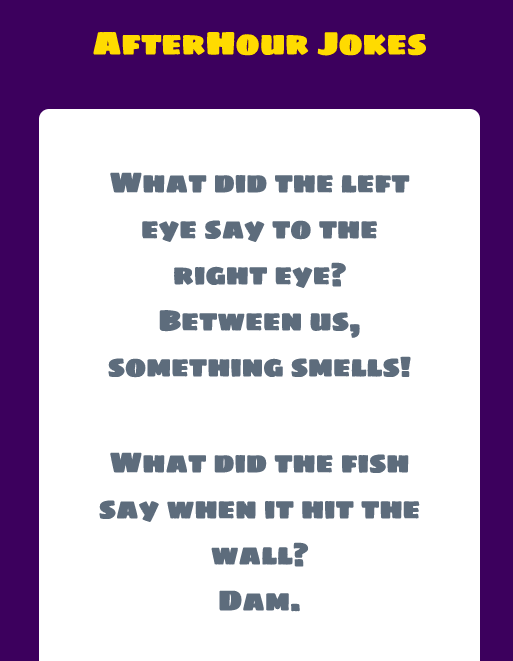 AfterHour Jokes
What did the left
eye say to the
right eye?
Between us,
something smells!
What did the fish
say when it hit the
wall?
Dam.